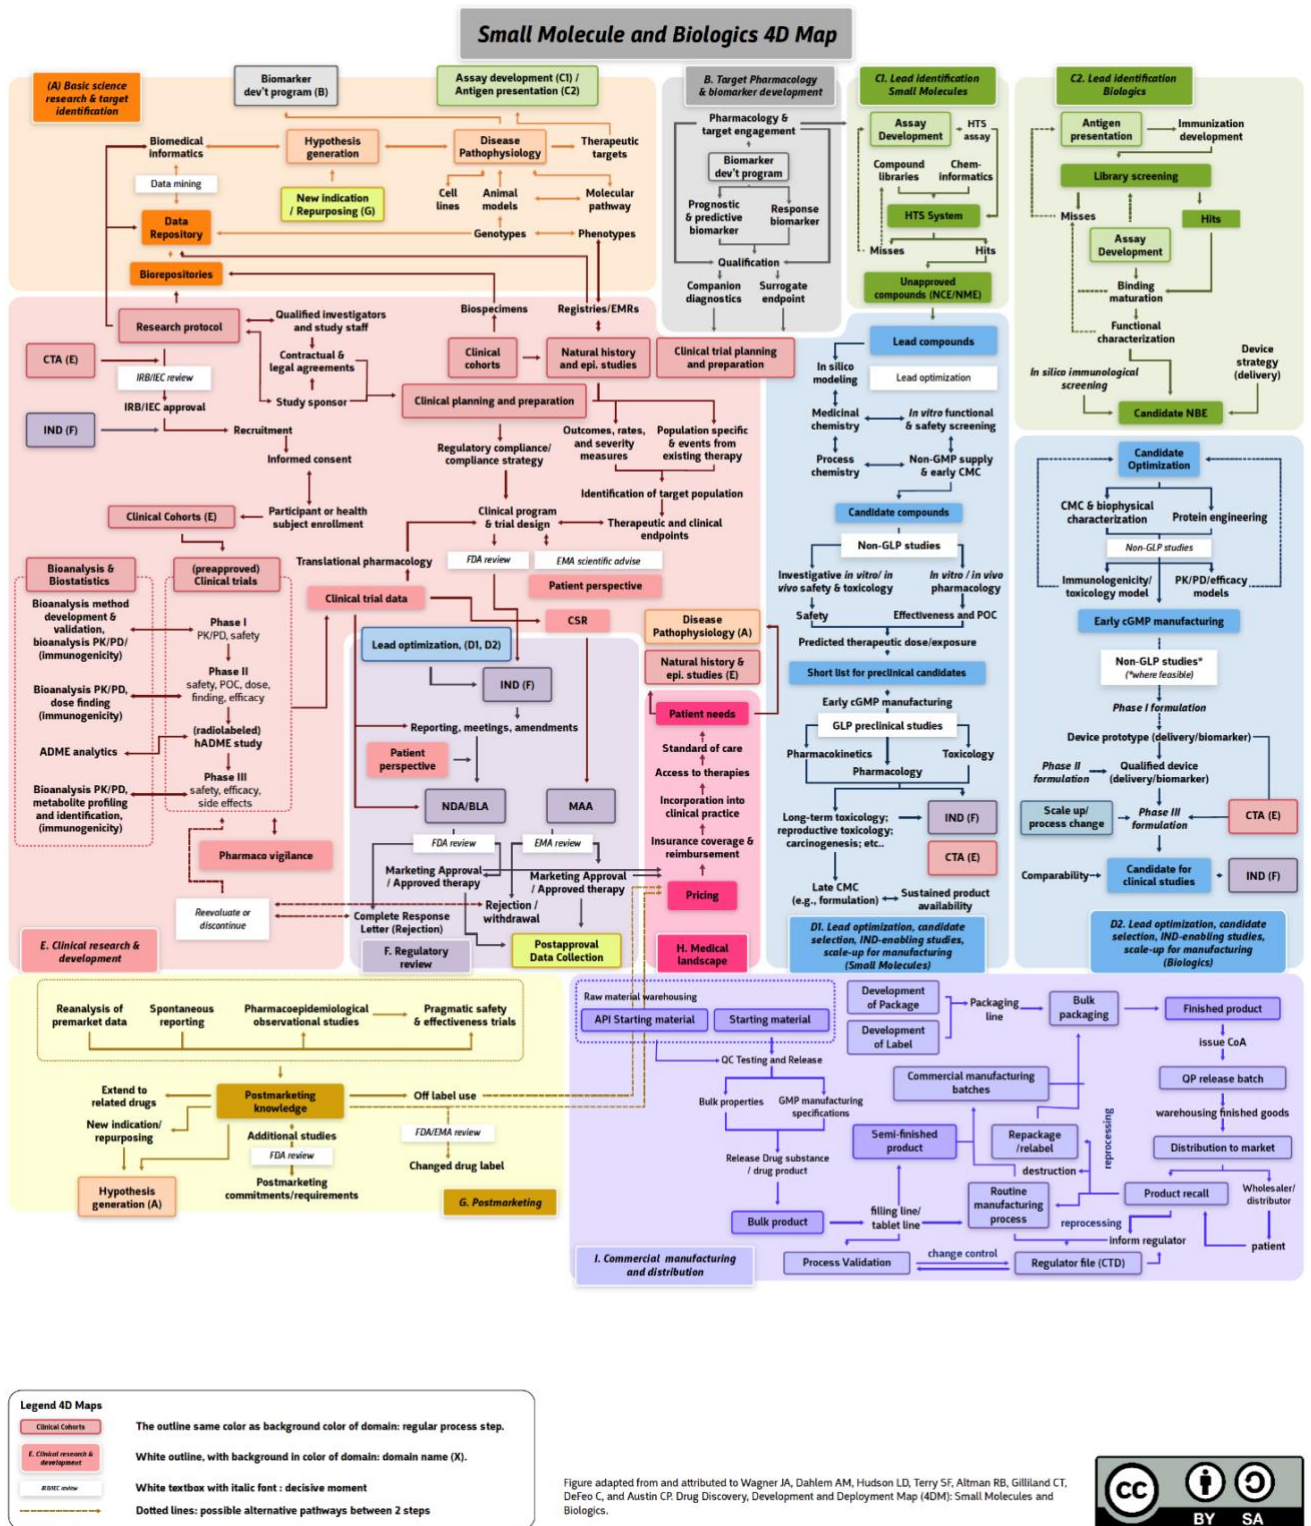 Small Molecule and Biologics 4D Map
(A) Basic science
research & target
identification
Biomarker
dev't program (B)
Assay development (C1) /
Antigen presentation (C2)
Biomedical
informatics
Hypothesis
generation
Disease
Pathophysiology
Therapeutic
targets
Data mining
New indication
/ Repurposing (G)
Cell
lines
Animal
models
Molecular
pathway
Data
Repository
Genotypes
Phenotypes
Biorepositories
B. Target Pharmacology
& biomarker development
Pharmacology &
target engagement
Biomarker
dev't program
Prognostic
& predictive
biomarker
Response
biomarker
Qualification
Companion
diagnostics
Surrogate
endpoint
C1. Lead identification
Small Molecules
Assay
Development
HTS
assay
Compound
libraries
Chem-
informatics
HTS System
Misses
Hits
Unapproved
compounds (NCE/NME)
C2. Lead identification
Biologics
Antigen
presentation
Immunization
development
Library screening
Misses
Hits
Assay
Development
Binding
maturation
Functional
characterization
In silico immunological
screening
Device
strategy
(delivery)
Candidate NBE
Research protocol
Qualified investigators
and study staff
Biospecimens
Registries/EMRs
CTA (E)
IRB/IEC review
Contractual &
legal agreements
Clinical
cohorts
Natural history
and epi. studies
Clinical trial planning
and preparation
IRB/IEC approval
Study sponsor
Clinical planning and preparation
IND (F)
Recruitment
Informed consent
Regulatory compliance/
compliance strategy
Outcomes, rates,
and severity
measures
Population specific
& events from
existing therapy
Identification of target population
Clinical Cohorts (E)
Participant or health
subject enrollment
Clinical program
& trial design
Therapeutic and clinical
endpoints
Translational pharmacology
FDA review
EMA scientific advise
Patient perspective
Bioanalysis &
Biostatistics
(preapproved)
Clinical trials
Clinical trial data
CSR
Bioanalysis method
development &
validation,
bioanalysis PK/PD/
(immunogenicity)
Phase I
PK/PD, safety
Bioanalysis PK/PD,
dose finding
(immunogenicity)
Phase II
safety, POC, dose,
finding, efficacy
ADME analytics
(radiolabeled)
hADME study
Bioanalysis PK/PD,
metabolite profiling
and identification,
(immunogenicity)
Phase III
safety, efficacy,
side effects
Pharmaco vigilance
Reevaluate or
discontinue
E. Clinical research &
development
Lead optimization, (D1, D2)
IND (F)
Reporting, meetings, amendments
Patient
perspective
NDA/BLA
MAA
FDA review
EMA review
Marketing Approval
/ Approved therapy
Marketing Approval
/ Approved therapy
Complete Response
Letter (Rejection)
Rejection /
withdrawal
F. Regulatory
review
Postapproval
Data Collection
Disease
Pathophysiology (A)
Natural history &
epi. studies (E)
Patient needs
Standard of care
Access to therapies
Incorporation into
clinical practice
Insurance coverage &
reimbursement
Pricing
H. Medical
landscape
Lead compounds
In silico
modeling
Lead optimization
Medicinal
chemistry
In vitro functional
& safety screening
Process
chemistry
Non-GMP supply
& early CMC
Candidate compounds
Non-GLP studies
Investigative in vitro/ in
vivo safety & toxicology
In vitro / in vivo
pharmacology
Safety
Effectiveness and POC
Predicted therapeutic dose/exposure
Short list for preclinical candidates
Early cGMP manufacturing
GLP preclinical studies
Pharmacokinetics
Toxicology
Pharmacology
Long-term toxicology;
reproductive toxicology;
carcinogenesis; etc..
IND (F)
CTA (E)
Late CMC
(e.g., formulation)
Sustained product
availability
D1. Lead optimization, candidate
selection, IND-enabling studies,
scale-up for manufacturing
(Small Molecules)
Candidate
Optimization
CMC & biophysical
characterization
Protein engineering
Non-GLP studies
Immunologenicity/
toxicology model
PK/PD/efficacy
models
Early cGMP manufacturing
Non-GLP studies*
(*where feasible)
Phase I formulation
Device prototype (delivery/biomarker)
Phase II
formulation
Qualified device
(delivery/biomarker)
Scale up/
process change
Phase III
formulation
CTA (E)
Comparability
Candidate for
clinical studies
IND (F)
D2. Lead optimization, candidate
selection, IND-enabling studies,
scale-up for manufacturing
(Biologics)
Reanalysis of
premarket data
Spontaneous
reporting
Pharmacoepidemiological
observational studies
Pragmatic safety
& effectiveness trials
Extend to
related drugs
Postmarketing
knowledge
Off label use
New indication/
repurposing
Additional studies
FDA/EMA review
FDA review
Changed drug label
Hypothesis
generation (A)
Postmarketing
commitments/requirements
G. Postmarketing
Raw material warehousing
API Starting material
Starting material
Development
of Package
Development
of Label
Packaging
line
Bulk
packaging
Finished product
issue CoA
QC Testing and Release
Commercial manufacturing
batches
QP release batch
Bulk properties
GMP manufacturing
specifications
warehousing finished goods
Semi-finished
product
Repackage
/relabel
reprocessing
Distribution to market
Release Drug substance
/ drug product
destruction
Routine
manufacturing
process
Product recall
Wholesaler/
distributor
Bulk product
filling line/
tablet line
reprocessing
inform regulator
patient
I. Commercial manufacturing
and distribution
Process Validation
change control
Regulator file (CTD)
Legend 4D Maps
Clinical Cohorts
The outline same color as background color of domain: regular process step.
E. Clinical research &
development
White outline, with background in color of domain: domain name (X).
IRB/IEC review
White textbox with italic font : decisive moment
Dotted lines: possible alternative pathways between 2 steps
Figure adapted from and attributed to Wagner JA, Dahlem AM, Hudson LD, Terry SF, Altman RB, Gilliland CT,
DeFeo C, and Austin CP. Drug Discovery, Development and Deployment Map (4DM): Small Molecules and
Biologics.
CC
BY SA